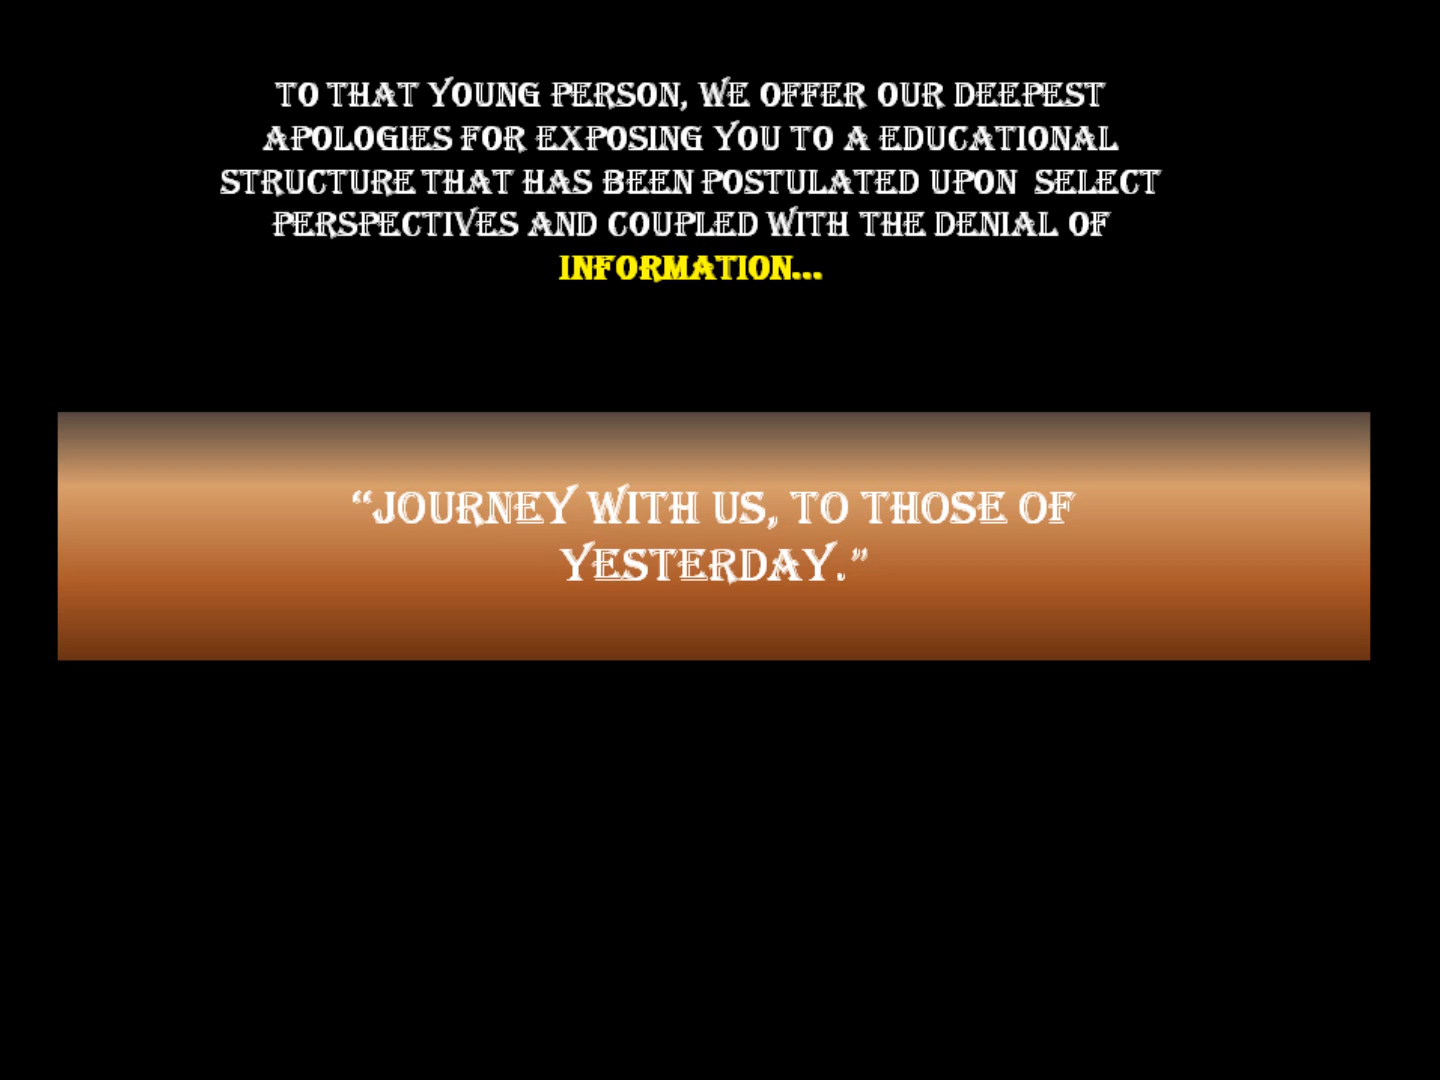 TO THAT YOUNG PERSON, WE OFFER OUR DEEPEST
APOLOGIES FOR EXPOSING YOU TO A EDUCATIONAL
STRUCTURE THAT HAS BEEN POSTULATED UPON SELECT
PERSPECTIVES AND COUPLED WITH THE DENIAL OF
INFORMATION...
“JOURNEY WITH US, TO THOSE OF
YESTERDAY.”